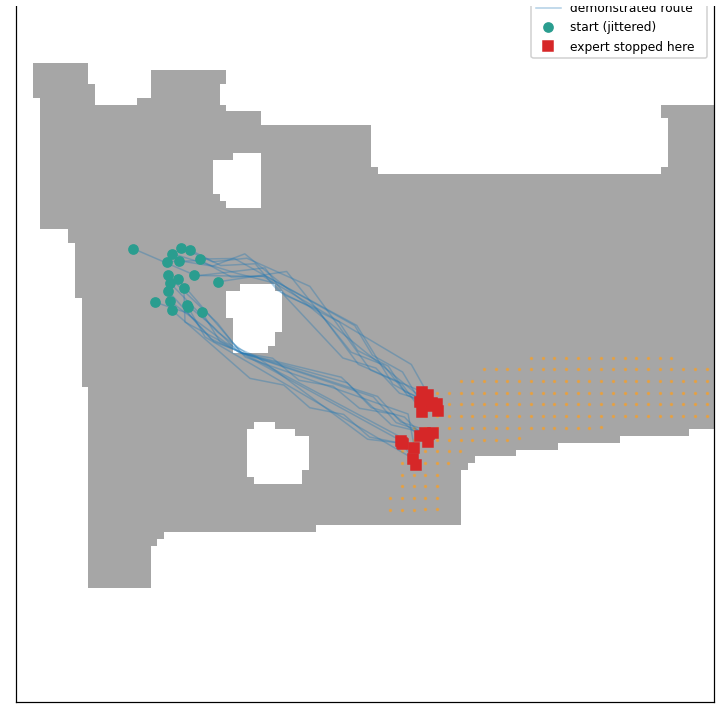 demonstrated route
start (jittered)
expert stopped here